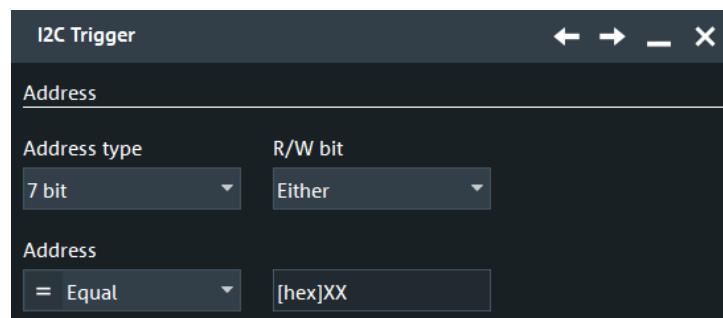 I2C Trigger
Address
Address type R/W bit
7 bit Either
Address
= Equal [hex]XX